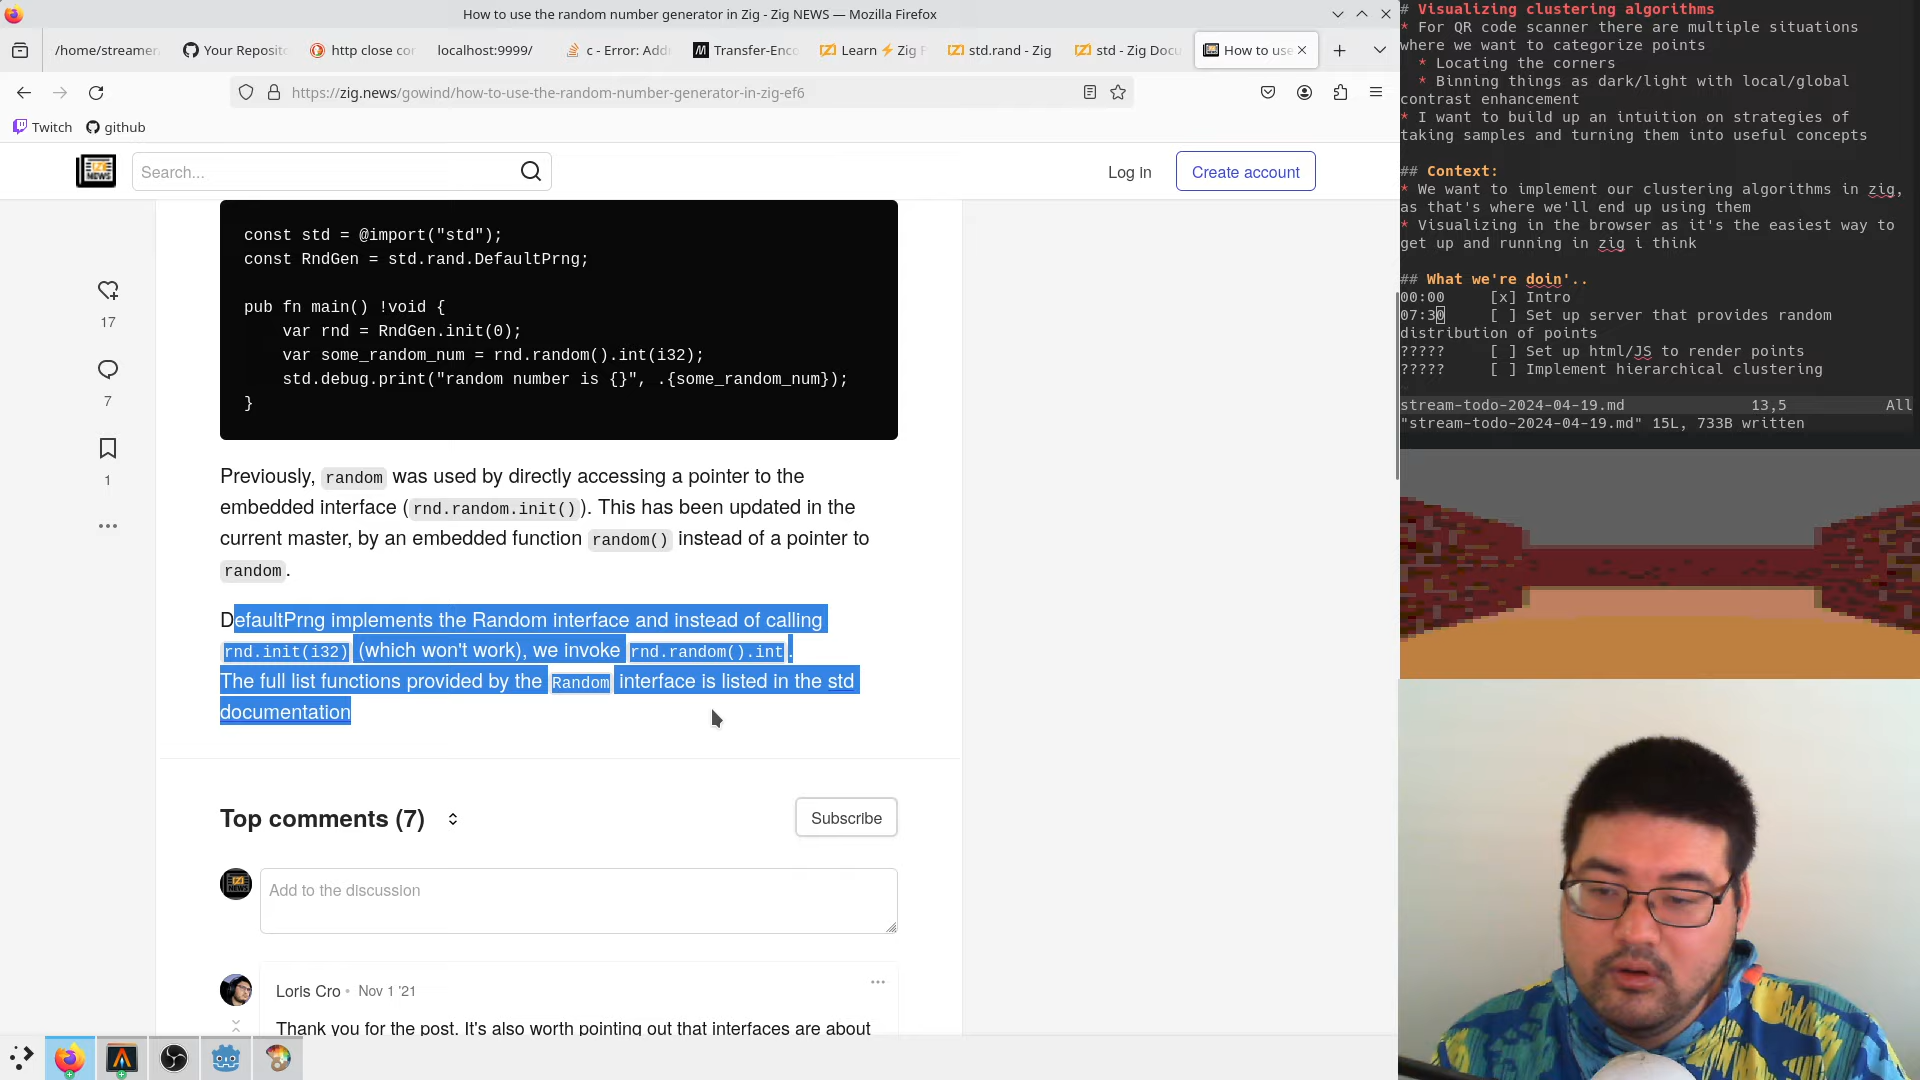 How to use the random number generator in Zig - Zig NEWS — Mozilla Firefox
/home/streamer
Your Reposito
http close con
localhost:9999/
c - Error: Addr
Transfer-Enco
Learn ⚡ Zig P
std.rand - Zig
std - Zig Docu
How to use
https://zig.news/gowind/how-to-use-the-random-number-generator-in-zig-ef6
Twitch github
Search...
Log in
Create account
const std = @import("std");
const RndGen = std.rand.DefaultPrng;
pub fn main() !void {
var rnd = RndGen.init(0);
var some_random_num = rnd.random().int(i32);
std.debug.print("random number is {}", .{some_random_num});
}
17
7
1
Previously, random was used by directly accessing a pointer to the
embedded interface (rnd.random.init()). This has been updated in the
current master, by an embedded function random() instead of a pointer to
random.
DefaultPrng implements the Random interface and instead of calling
rnd.init(i32) (which won't work), we invoke rnd.random().int.
The full list functions provided by the Random interface is listed in the std
documentation
Top comments (7)
Subscribe
Add to the discussion
Loris Cro • Nov 1 '21
Thank you for the post. It's also worth pointing out that interfaces are about
# Visualizing clustering algorithms
* For QR code scanner there are multiple situations
where we want to categorize points
* Locating the corners
* Binning things as dark/light with local/global
contrast enhancement
* I want to build up an intuition on strategies of
taking samples and turning them into useful concepts
## Context:
* We want to implement our clustering algorithms in zig,
as that's where we'll end up using them
* Visualizing in the browser as it's the easiest way to
get up and running in zig i think
## What we're doin'..
00:00 [x] Intro
07:30 [ ] Set up server that provides random
distribution of points
????? [ ] Set up html/JS to render points
????? [ ] Implement hierarchical clustering
~
stream-todo-2024-04-19.md 13,5 All
"stream-todo-2024-04-19.md" 15L, 733B written